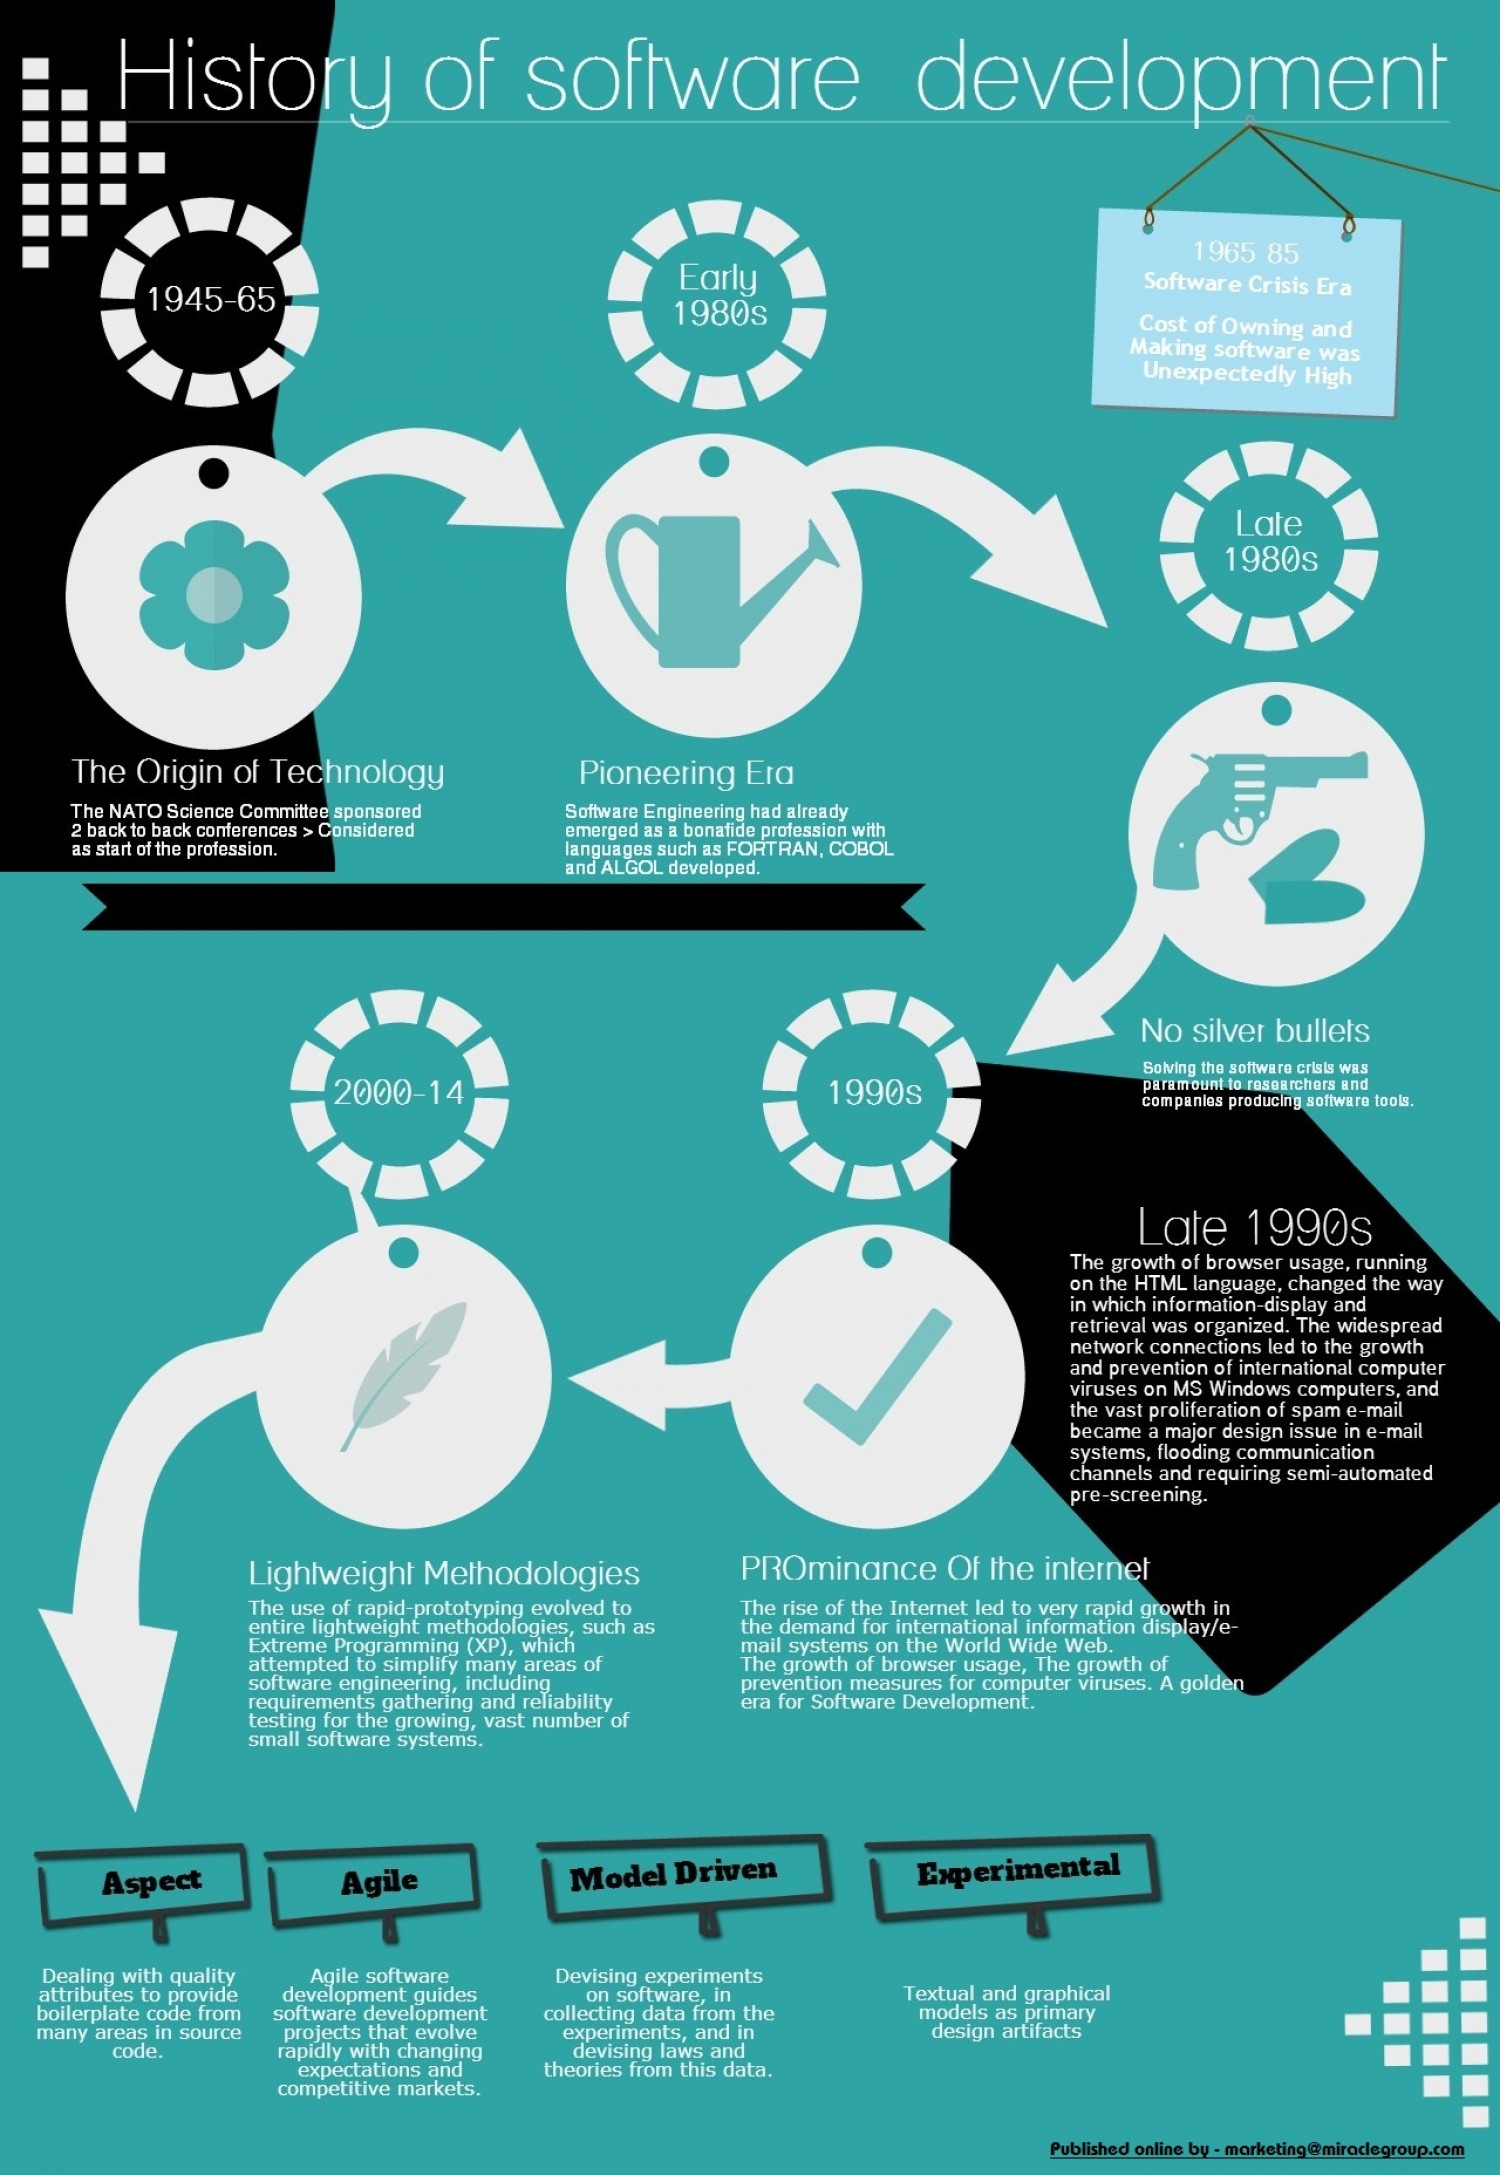 History of software development
1945-65
Early
1980s
1965 85
Software Crisis Era
Cost of Owning and
Making software was
Unexpectedly High
Late
1980s
The Origin of Technology
The NATO Science Committee sponsored
2 back to back conferences > Considered
as start of the profession.
Pioneering Era
Software Engineering had already
emerged as a bonafide profession with
languages such as FORTRAN, COBOL
and ALGOL developed.
No silver bullets
Solving the software crisis was
paramount to researchers and
companies producing software tools.
2000-14
1990s
Late 1990s
The growth of browser usage, running
on the HTML language, changed the way
in which information-display and
retrieval was organized. The widespread
network connections led to the growth
and prevention of international computer
viruses on MS Windows computers, and
the vast proliferation of spam e-mail
became a major design issue in e-mail
systems, flooding communication
channels and requiring semi-automated
pre-screening.
Lightweight Methodologies
The use of rapid-prototyping evolved to
entire lightweight methodologies, such as
Extreme Programming (XP), which
attempted to simplify many areas of
software engineering, including
requirements gathering and reliability
testing for the growing, vast number of
small software systems.
PROminance Of the internet
The rise of the Internet led to very rapid growth in
the demand for international information display/e-
mail systems on the World Wide Web.
The growth of browser usage, The growth of
prevention measures for computer viruses. A golden
era for Software Development.
Aspect
Dealing with quality
attributes to provide
boilerplate code from
many areas in source
code.
Agile
Agile software
development guides
software development
projects that evolve
rapidly with changing
expectations and
competitive markets.
Model Driven
Devising experiments
on software, in
collecting data from the
experiments, and in
devising laws and
theories from this data.
Experimental
Textual and graphical
models as primary
design artifacts
Published online by - marketing@miraclegroup.com